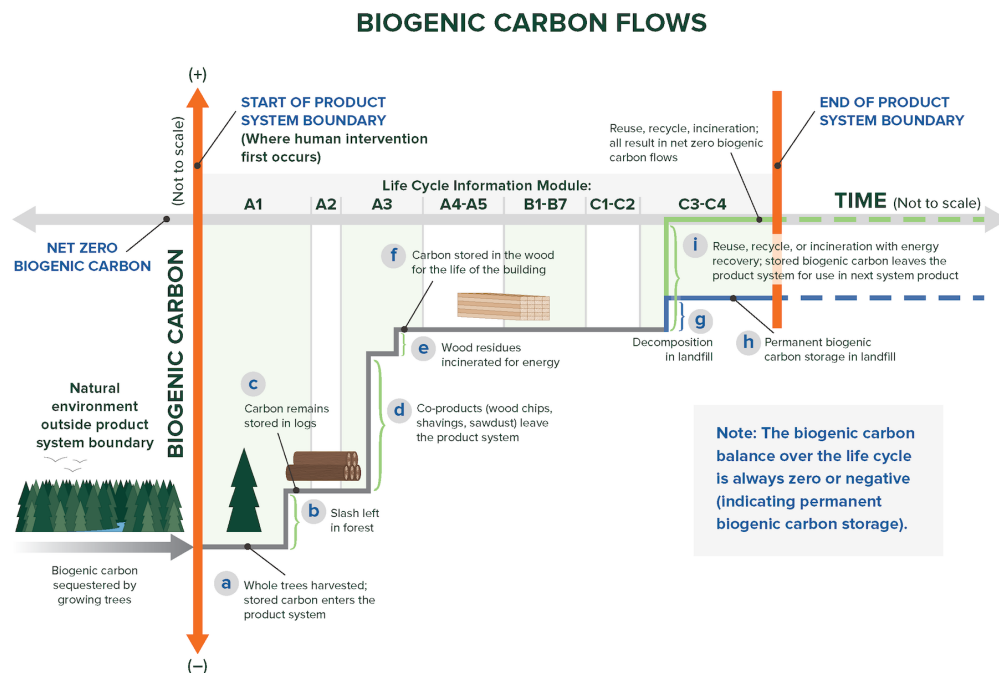 BIOGENIC CARBON FLOWS
(+)
(Not to scale)
START OF PRODUCT
SYSTEM BOUNDARY
(Where human intervention
first occurs)
END OF PRODUCT
SYSTEM BOUNDARY
Reuse, recycle, incineration;
all result in net zero biogenic
carbon flows
Life Cycle Information Module:
A1
A2
A3
A4-A5
B1-B7
C1-C2
C3-C4
TIME (Not to scale)
NET ZERO
BIOGENIC CARBON
BIOGENIC CARBON
f
Carbon stored in the wood
for the life of the building
i
Reuse, recycle, or incineration with energy
recovery; stored biogenic carbon leaves the
product system for use in next system product
g
Decomposition
in landfill
h
Permanent biogenic
carbon storage in landfill
e
Wood residues
incinerated for energy
c
Carbon remains
stored in logs
d
Co-products (wood chips,
shavings, sawdust) leave
the product system
Natural
environment
outside product
system boundary
b
Slash left
in forest
Note: The biogenic carbon
balance over the life cycle
is always zero or negative
(indicating permanent
biogenic carbon storage).
Biogenic carbon
sequestered by
growing trees
a
Whole trees harvested;
stored carbon enters the
product system
(—)